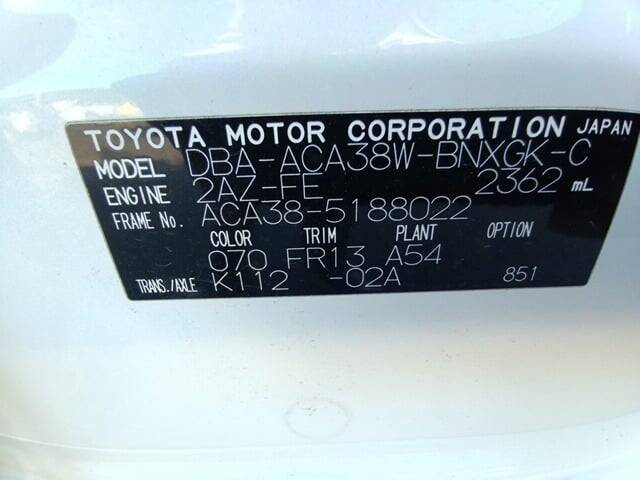 TOYOTA MOTOR CORPORATION JAPAN
MODEL DBA-ACA38W-BNXGK-C
ENGINE 2AZ-FE 2362 mL
FRAME No. ACA38-5188022
COLOR TRIM PLANT OPTION
070 FR13 A54
TRANS./AXLE K112 -02A 851